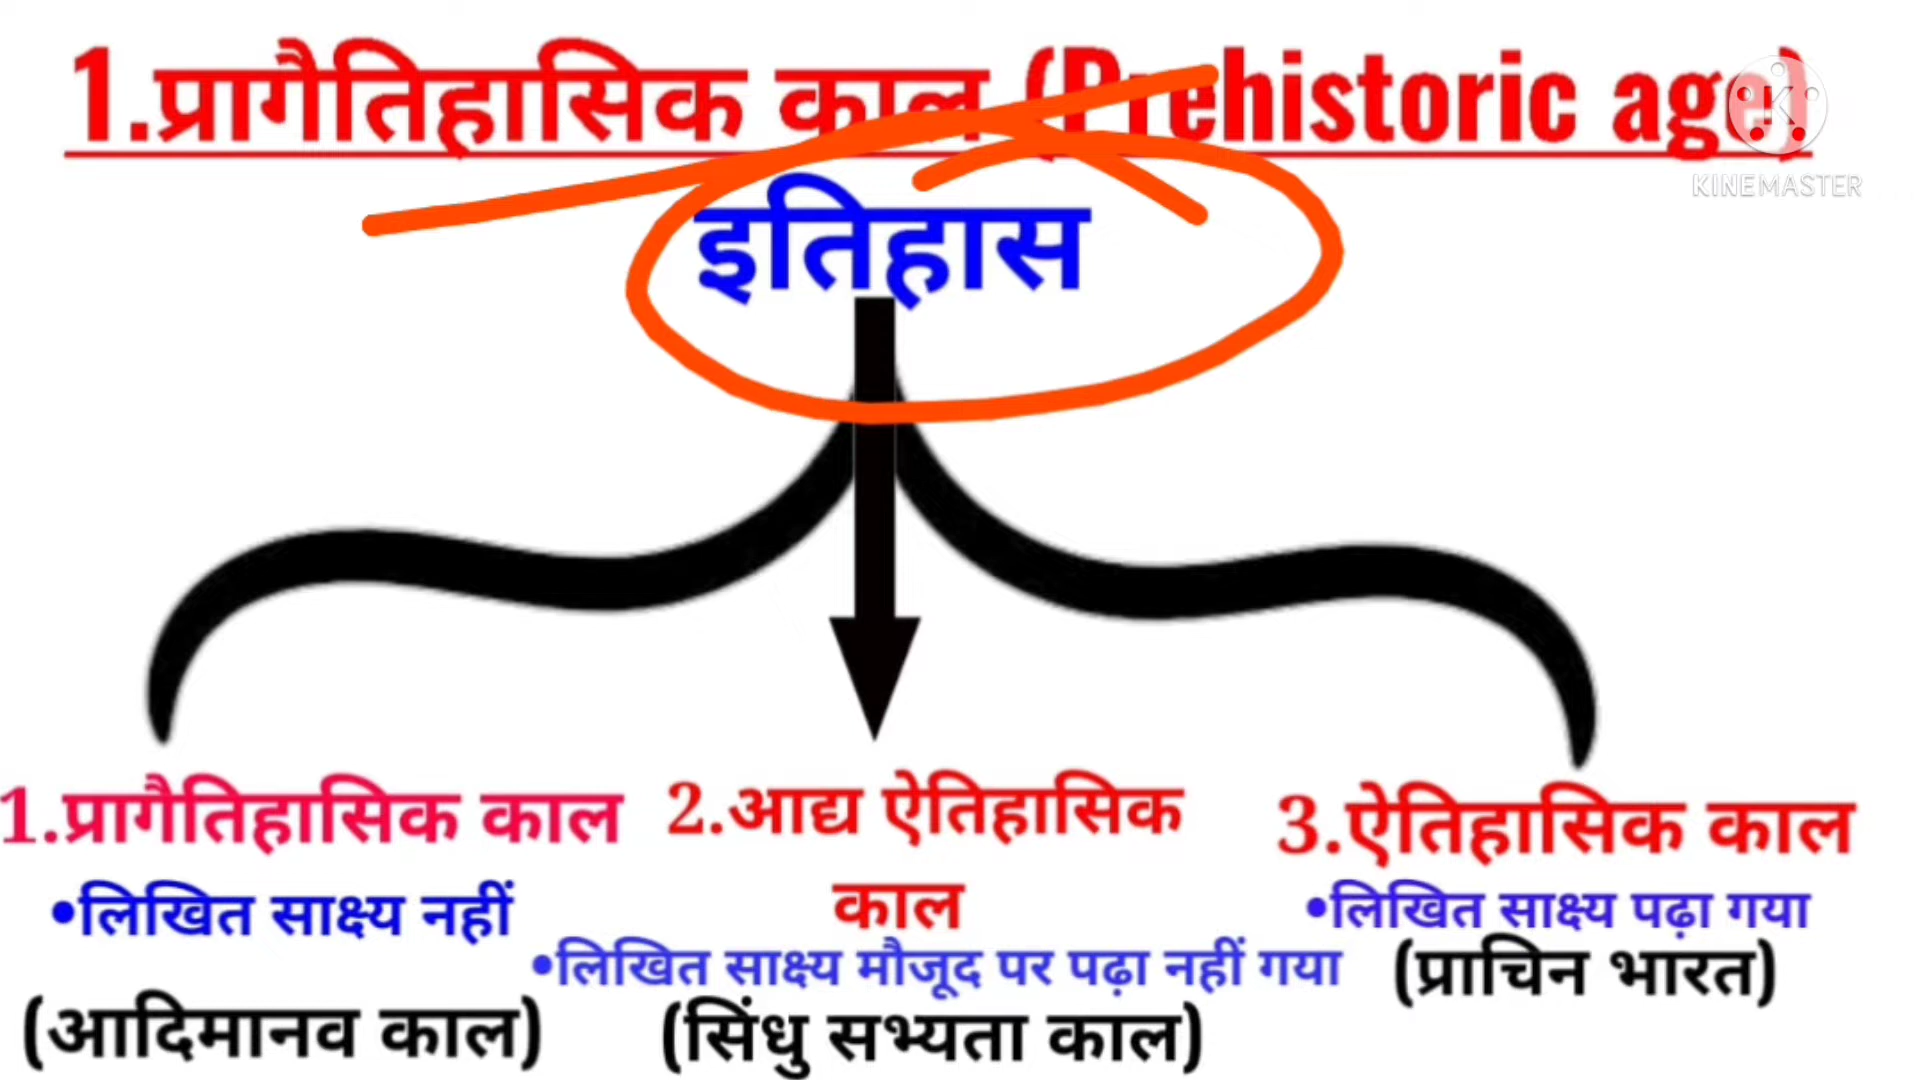 1.प्रागैतिहासिक काल (Prehistoric age)
KINEMASTER
इतिहास
1.प्रागैतिहासिक काल
•लिखित साक्ष्य नहीं
(आदिमानव काल)
2.आद्य ऐतिहासिक
काल
•लिखित साक्ष्य मौजूद पर पढ़ा नहीं गया
(सिंधु सभ्यता काल)
3.ऐतिहासिक काल
•लिखित साक्ष्य पढ़ा गया
(प्राचिन भारत)